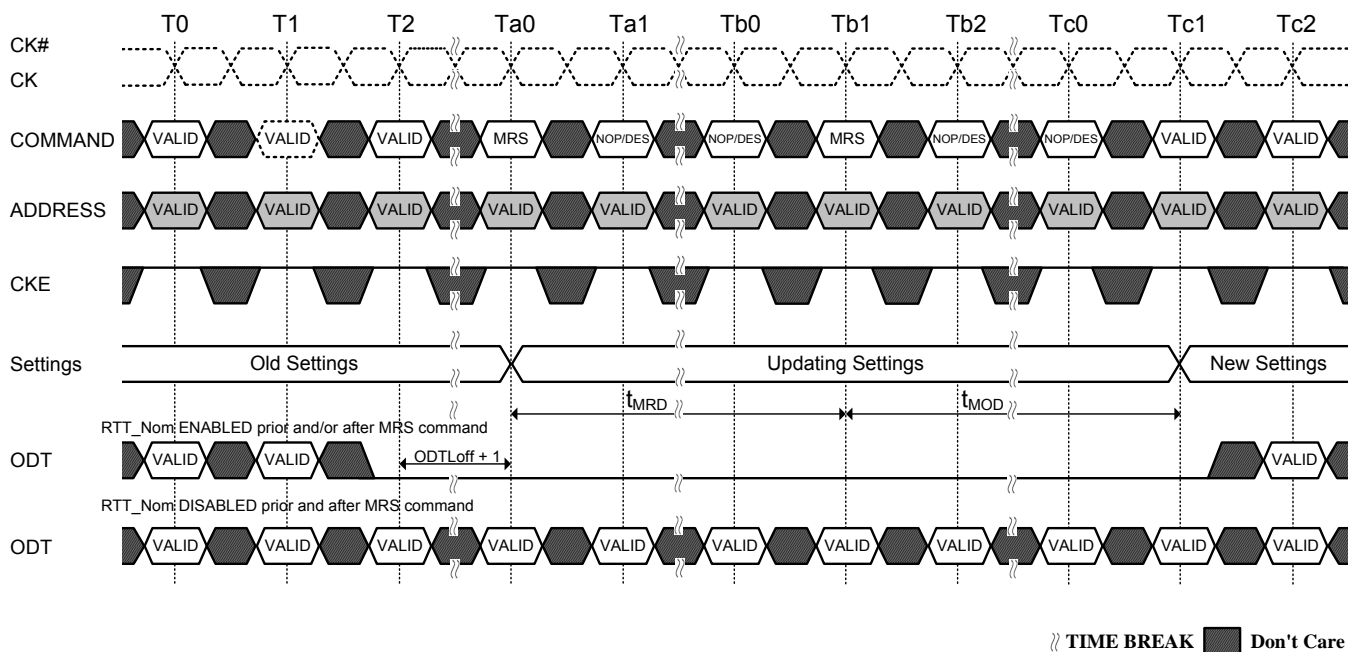 T0 T1 T2 Ta0 Ta1 Tb0 Tb1 Tb2 Tc0 Tc1 Tc2
CK#
CK
COMMAND VALID VALID VALID MRS NOP/DES NOP/DES MRS NOP/DES NOP/DES VALID VALID
ADDRESS VALID VALID VALID VALID VALID VALID VALID VALID VALID VALID VALID
CKE
Settings Old Settings Updating Settings New Settings
tMRD tMOD
RTT_Nom ENABLED prior and/or after MRS command
ODT VALID VALID ODTLoff + 1 VALID
RTT_Nom DISABLED prior and after MRS command
ODT VALID VALID VALID VALID VALID VALID VALID VALID VALID VALID VALID
TIME BREAK Don't Care